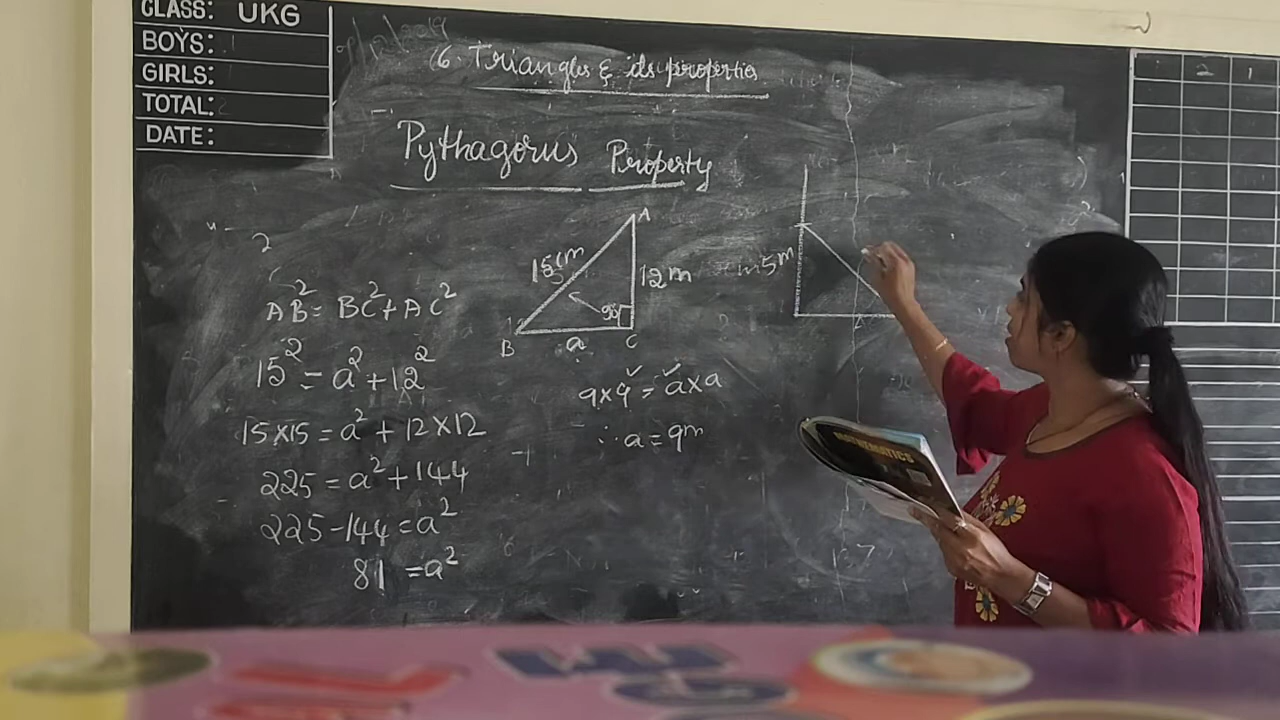 CLASS: UKG
BOYS:
GIRLS:
TOTAL:
DATE:
6. Triangles & its properties
Pythagorus Property
A
15cm
12m
90
B
a
C
5m
AB² = BC² + AC²
15² = a² + 12²
15×15 = a² + 12×12
225 = a² + 144
225 - 144 = a²
81 = a²
9×9 = a×a
∴ a = 9m
2 1
MATHEMATICS